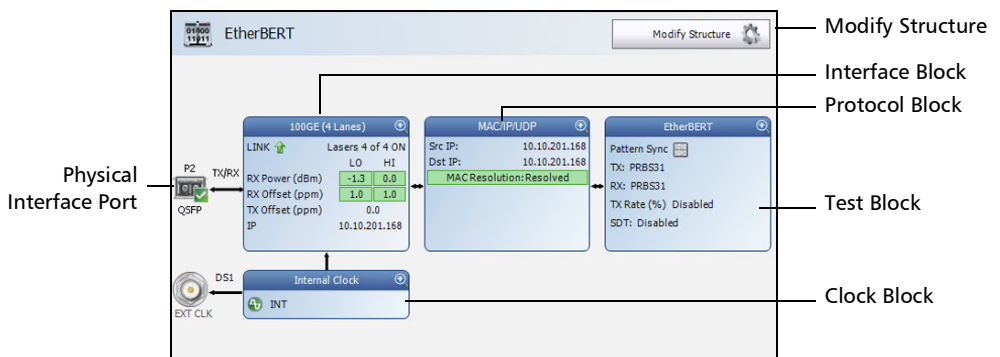 01100
11011
EtherBERT
Modify Structure
Modify Structure
Interface Block
Protocol Block
100GE (4 Lanes)
LINK
Lasers 4 of 4 ON
LO HI
RX Power (dBm) -1.3 0.0
RX Offset (ppm) 1.0 1.0
TX Offset (ppm) 0.0
IP 10.10.201.168
MAC/IP/UDP
Src IP: 10.10.201.168
Dst IP: 10.10.201.168
MAC Resolution: Resolved
EtherBERT
Pattern Sync
TX: PRBS31
RX: PRBS31
TX Rate (%) Disabled
SDT: Disabled
P2
TX/RX
QSFP
Physical
Interface Port
Test Block
DS1
EXT CLK
Internal Clock
INT
Clock Block